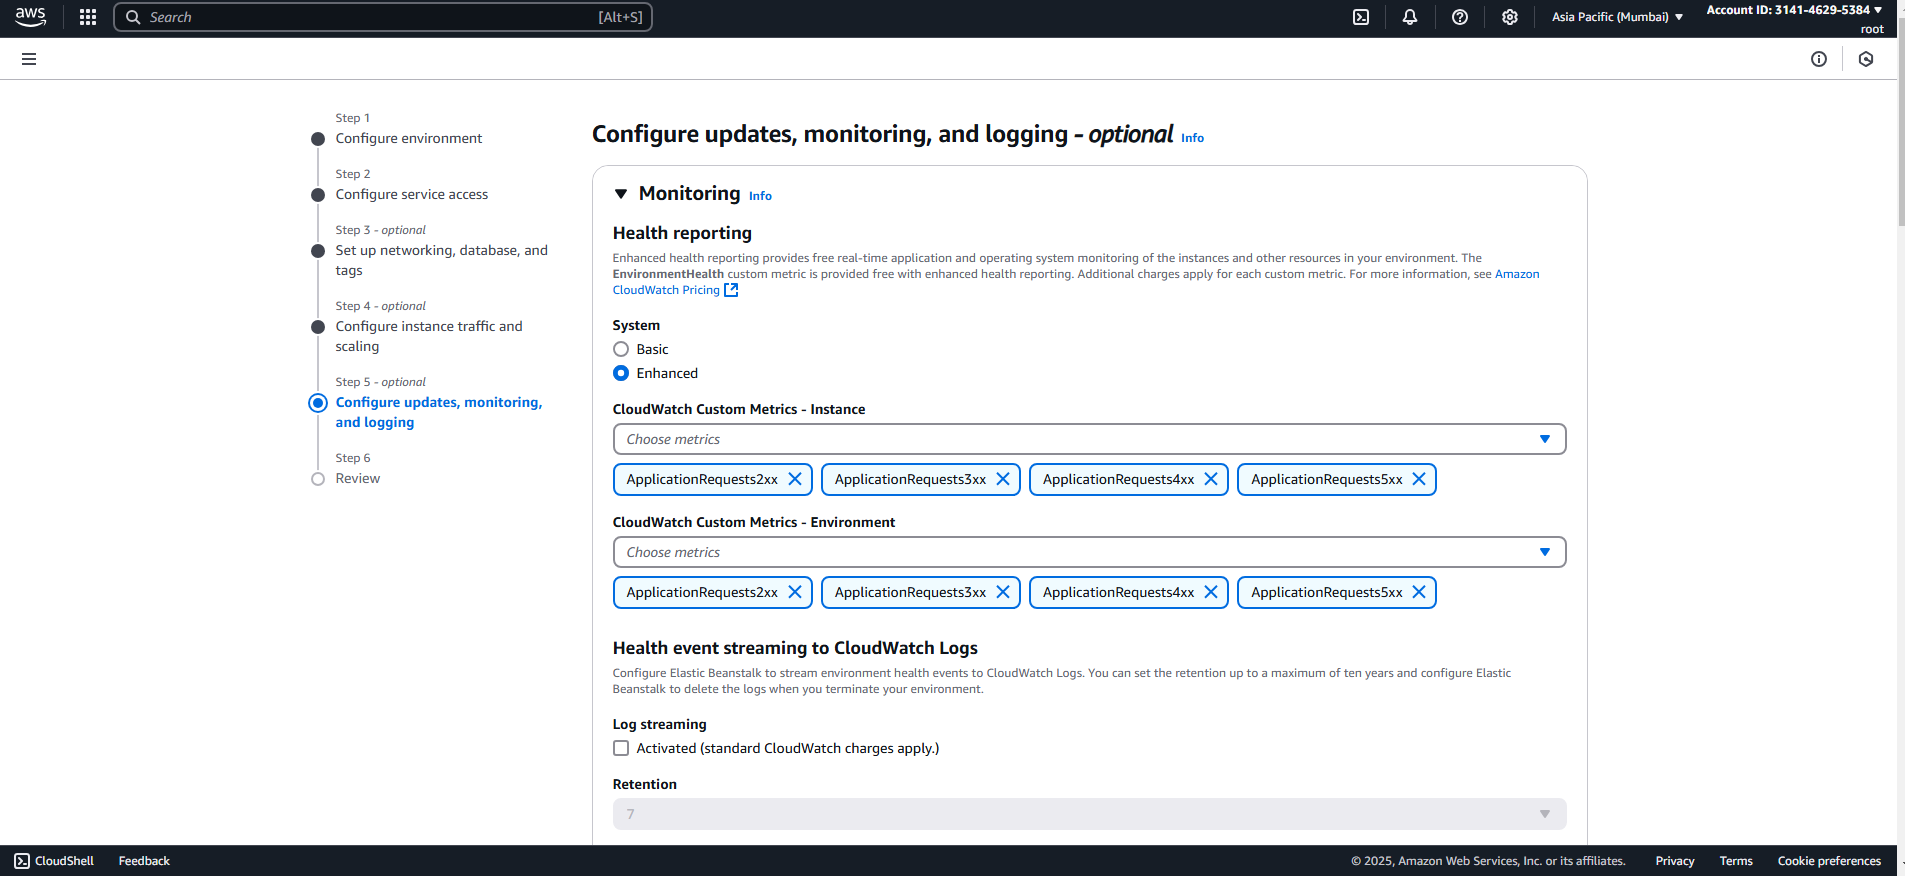 aws
Search
[Alt+S]
Asia Pacific (Mumbai)
Account ID: 3141-4629-5384
root
Step 1
Configure environment
Step 2
Configure service access
Step 3 - optional
Set up networking, database, and
tags
Step 4 - optional
Configure instance traffic and
scaling
Step 5 - optional
Configure updates, monitoring,
and logging
Step 6
Review
Configure updates, monitoring, and logging - optional Info
Monitoring Info
Health reporting
Enhanced health reporting provides free real-time application and operating system monitoring of the instances and other resources in your environment. The
EnvironmentHealth custom metric is provided free with enhanced health reporting. Additional charges apply for each custom metric. For more information, see Amazon
CloudWatch Pricing
System
Basic
Enhanced
CloudWatch Custom Metrics - Instance
Choose metrics
ApplicationRequests2xx ApplicationRequests3xx ApplicationRequests4xx ApplicationRequests5xx
CloudWatch Custom Metrics - Environment
Choose metrics
ApplicationRequests2xx ApplicationRequests3xx ApplicationRequests4xx ApplicationRequests5xx
Health event streaming to CloudWatch Logs
Configure Elastic Beanstalk to stream environment health events to CloudWatch Logs. You can set the retention up to a maximum of ten years and configure Elastic
Beanstalk to delete the logs when you terminate your environment.
Log streaming
Activated (standard CloudWatch charges apply.)
Retention
7
CloudShell Feedback © 2025, Amazon Web Services, Inc. or its affiliates. Privacy Terms Cookie preferences